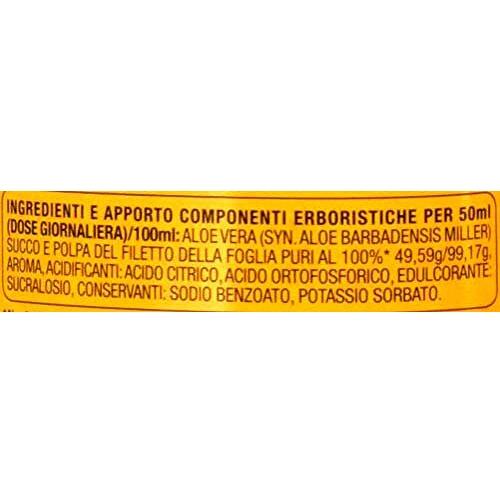 INGREDIENTI E APPORTO COMPONENTI ERBORISTICHE PER 50ml
(DOSE GIORNALIERA)/100ml: ALOE VERA (SYN. ALOE BARBADENSIS MILLER)
SUCCO E POLPA DEL FILETTO DELLA FOGLIA PURI AL 100%* 49,59g/99,17g,
AROMA, ACIDIFICANTI: ACIDO CITRICO, ACIDO ORTOFOSFORICO, EDULCORANTE:
SUCRALOSIO, CONSERVANTI: SODIO BENZOATO, POTASSIO SORBATO.